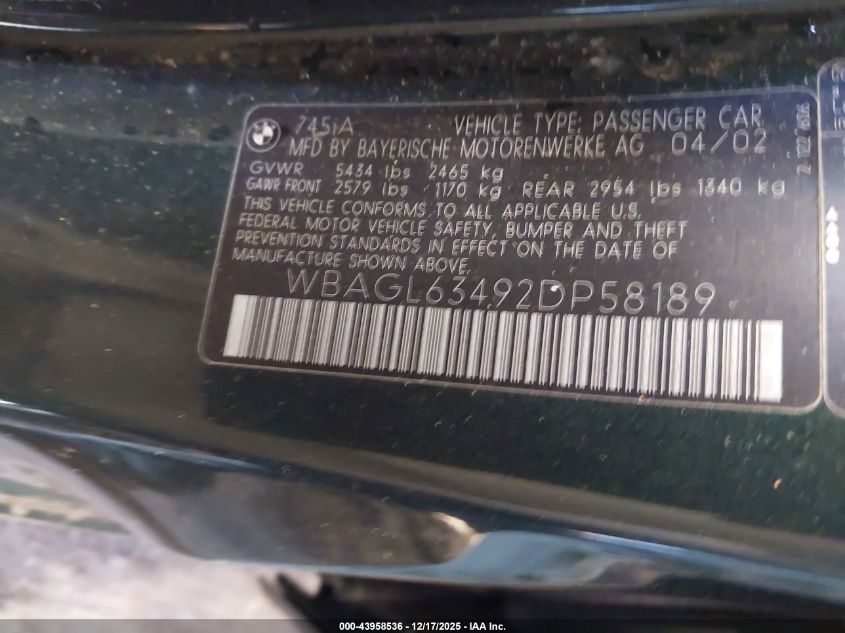 745iA VEHICLE TYPE: PASSENGER CAR
MFD BY BAYERISCHE MOTORENWERKE AG 04/02
GVWR 5434 lbs 2465 kg
GAWR FRONT 2579 lbs 1170 kg REAR 2954 lbs 1340 kg
THIS VEHICLE CONFORMS TO ALL APPLICABLE U.S.
FEDERAL MOTOR VEHICLE SAFETY, BUMPER AND THEFT
PREVENTION STANDARDS IN EFFECT ON THE DATE OF
MANUFACTURE SHOWN ABOVE.
WBAGL63492DP58189
000-43958536 - 12/17/2025 - IAA Inc.